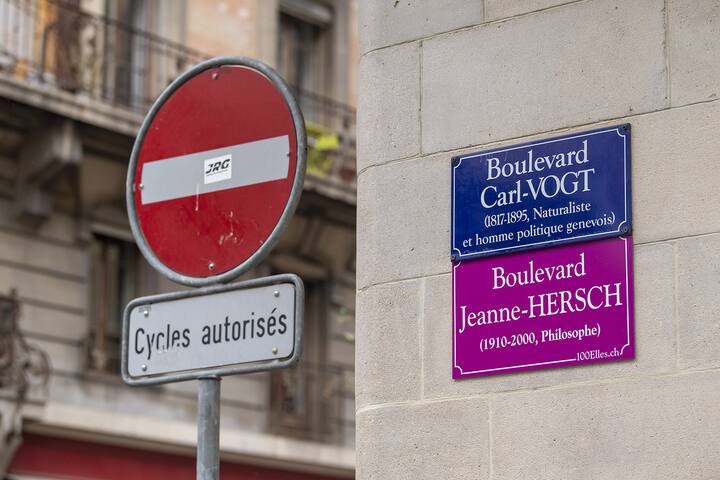 JRG
Cycles autorisés
Boulevard
Carl-VOGT
(1817-1895, Naturaliste
et homme politique genevois)
Boulevard
Jeanne-HERSCH
(1910-2000, Philosophe)
100Elles.ch